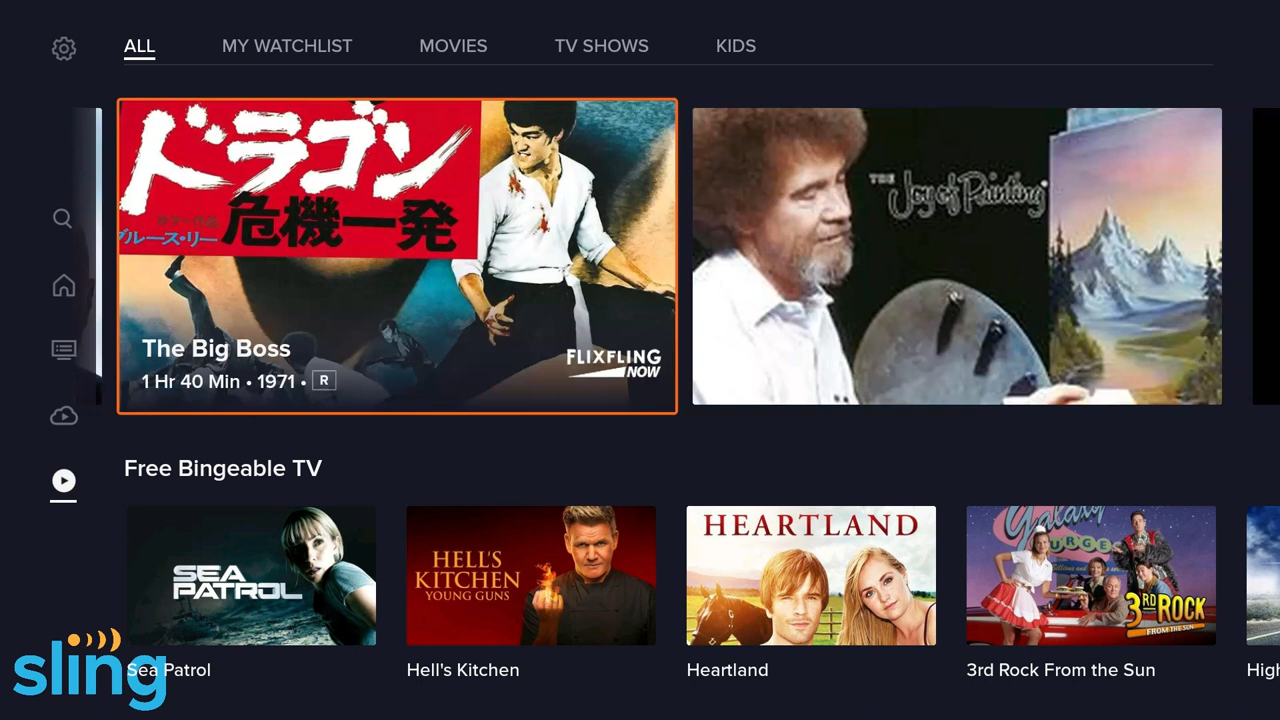 ALL MY WATCHLIST MOVIES TV SHOWS KIDS
ドラゴン
危機一発
ブルース・リー
The Big Boss
1 Hr 40 Min • 1971 • R
FLIXFLING
NOW
THE Joy of Painting
Free Bingeable TV
SEA
PATROL
HELL'S
KITCHEN
YOUNG GUNS
HEARTLAND
Galaxy
BURGE
3RD ROCK
FROM THE SUN
Sea Patrol
Hell's Kitchen
Heartland
3rd Rock From the Sun
High
sling